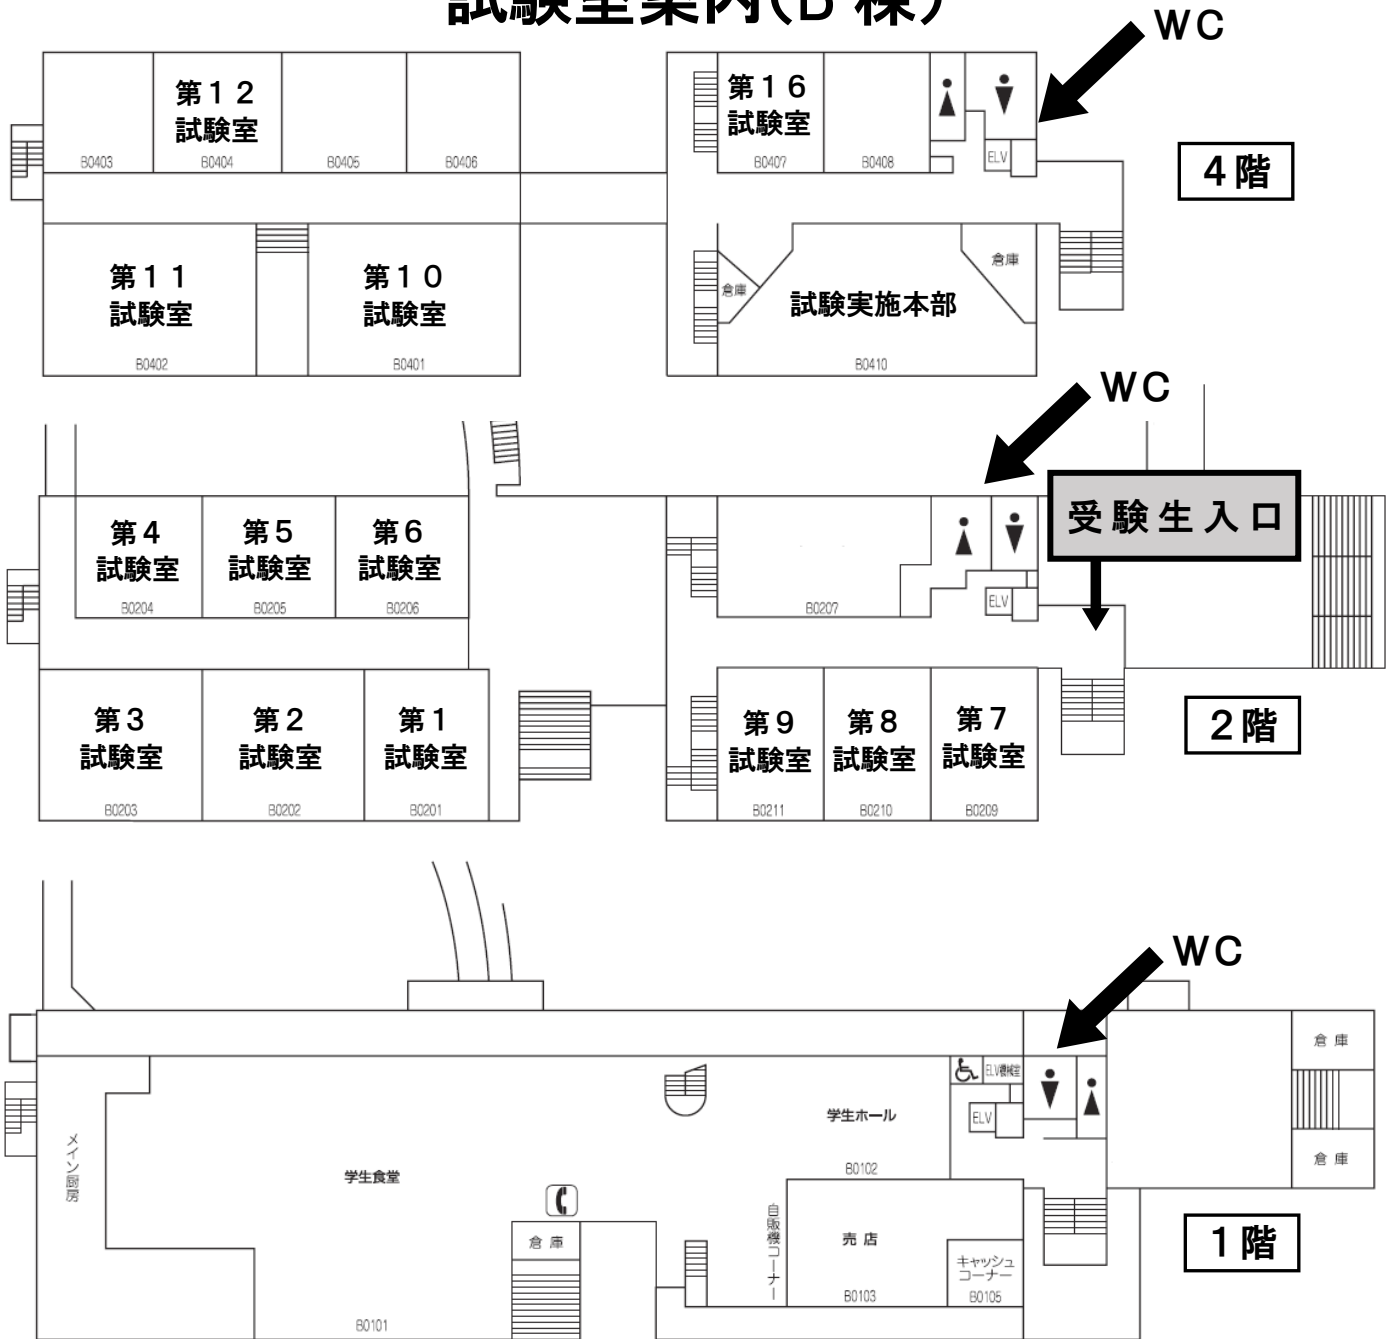 試験室案内(B 棟)
WC
第12
試験室
B0403
B0404
B0405
B0406
第16
試験室
B0407
B0408
ELV
4階
第11
試験室
B0402
第10
試験室
B0401
倉庫
試験実施本部
倉庫
B0410
WC
受験生入口
第4
試験室
B0204
第5
試験室
B0205
第6
試験室
B0206
B0207
ELV
第3
試験室
B0203
第2
試験室
B0202
第1
試験室
B0201
第9
試験室
B0211
第8
試験室
B0210
第7
試験室
B0209
2階
WC
倉庫
ELV機械室
ELV
メイン厨房
学生食堂
学生ホール
B0102
倉庫
倉庫
自販機コーナー
売店
キャッシュ
コーナー
B0103
B0105
B0101
1階